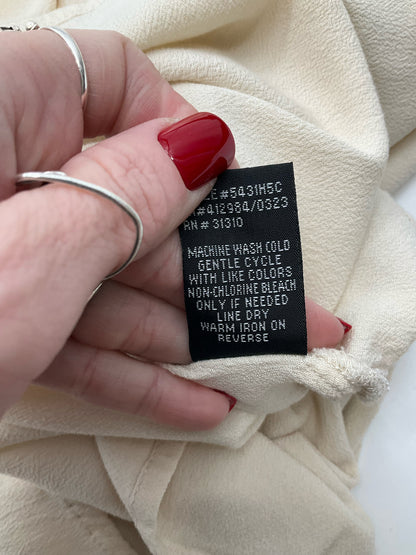 #5431H5C
#412984/0323
RN# 31310
MACHINE WASH COLD
GENTLE CYCLE
WITH LIKE COLORS
NON-CHLORINE BLEACH
ONLY IF NEEDED
LINE DRY
WARM IRON ON
REVERSE